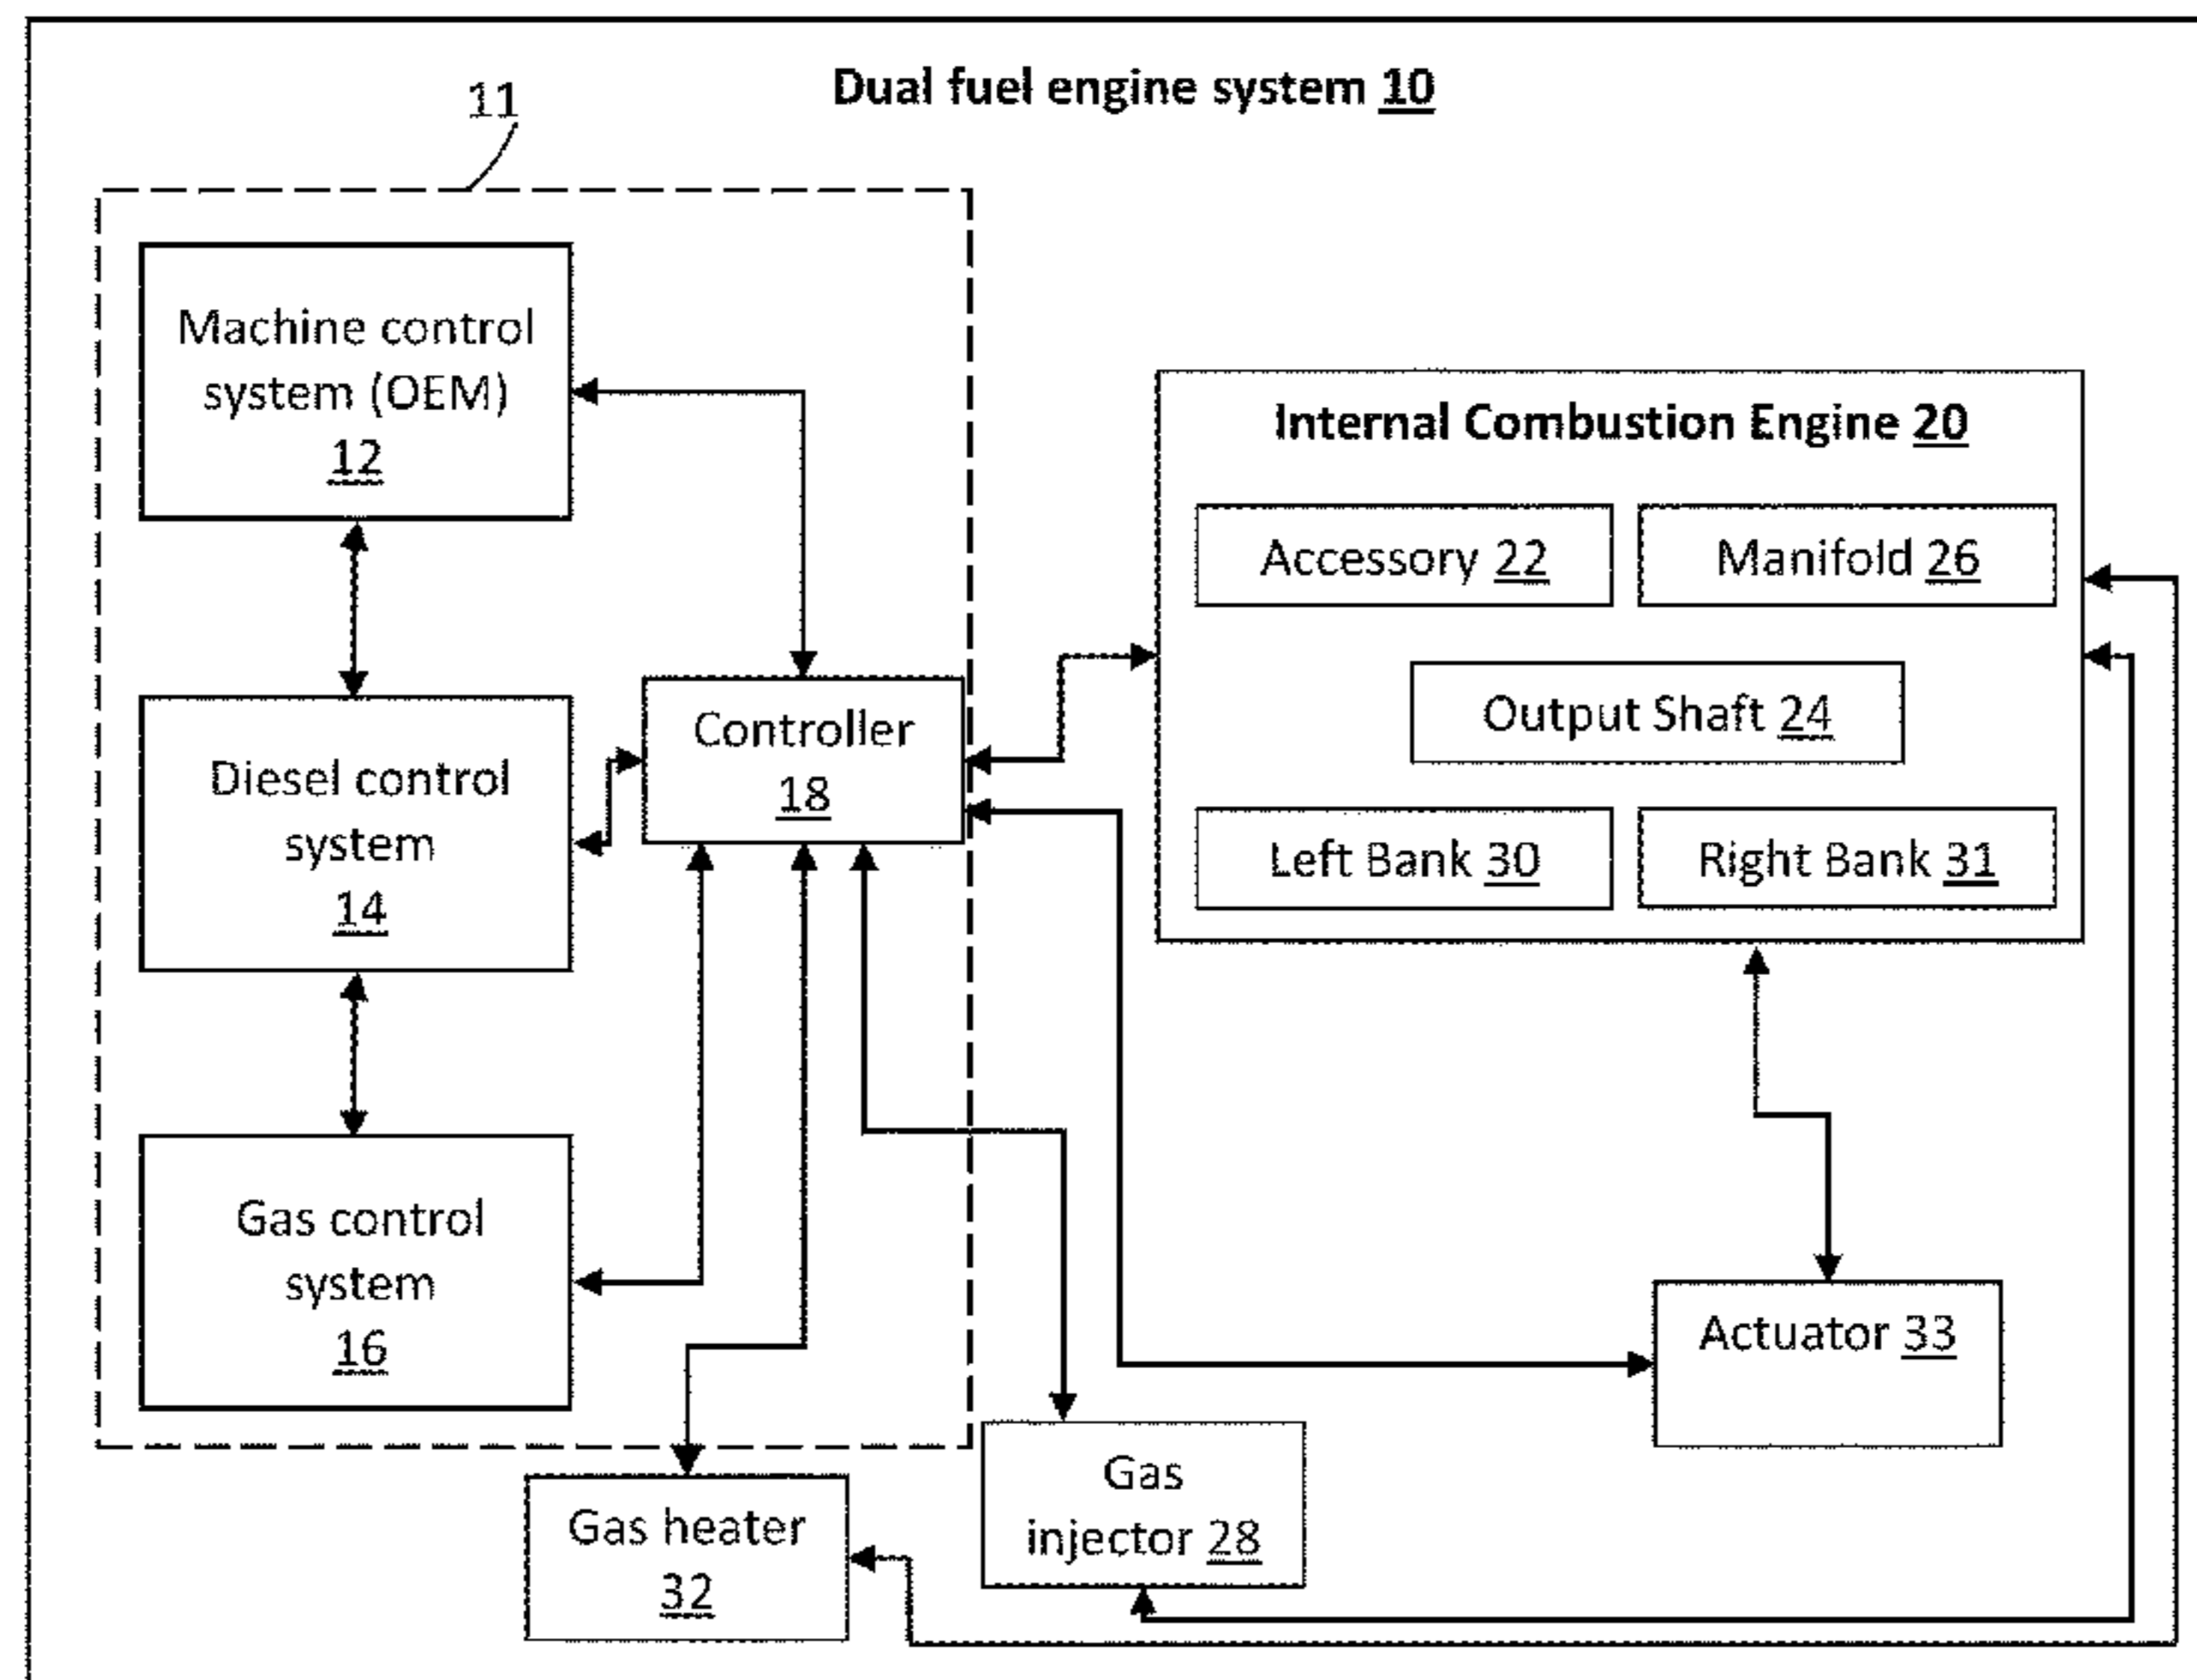 Dual fuel engine system 10
11
Machine control
system (OEM)
12
Internal Combustion Engine 20
Accessory 22
Manifold 26
Output Shaft 24
Left Bank 30
Right Bank 31
Controller
18
Diesel control
system
14
Gas control
system
16
Actuator 33
Gas
injector 28
Gas heater
32